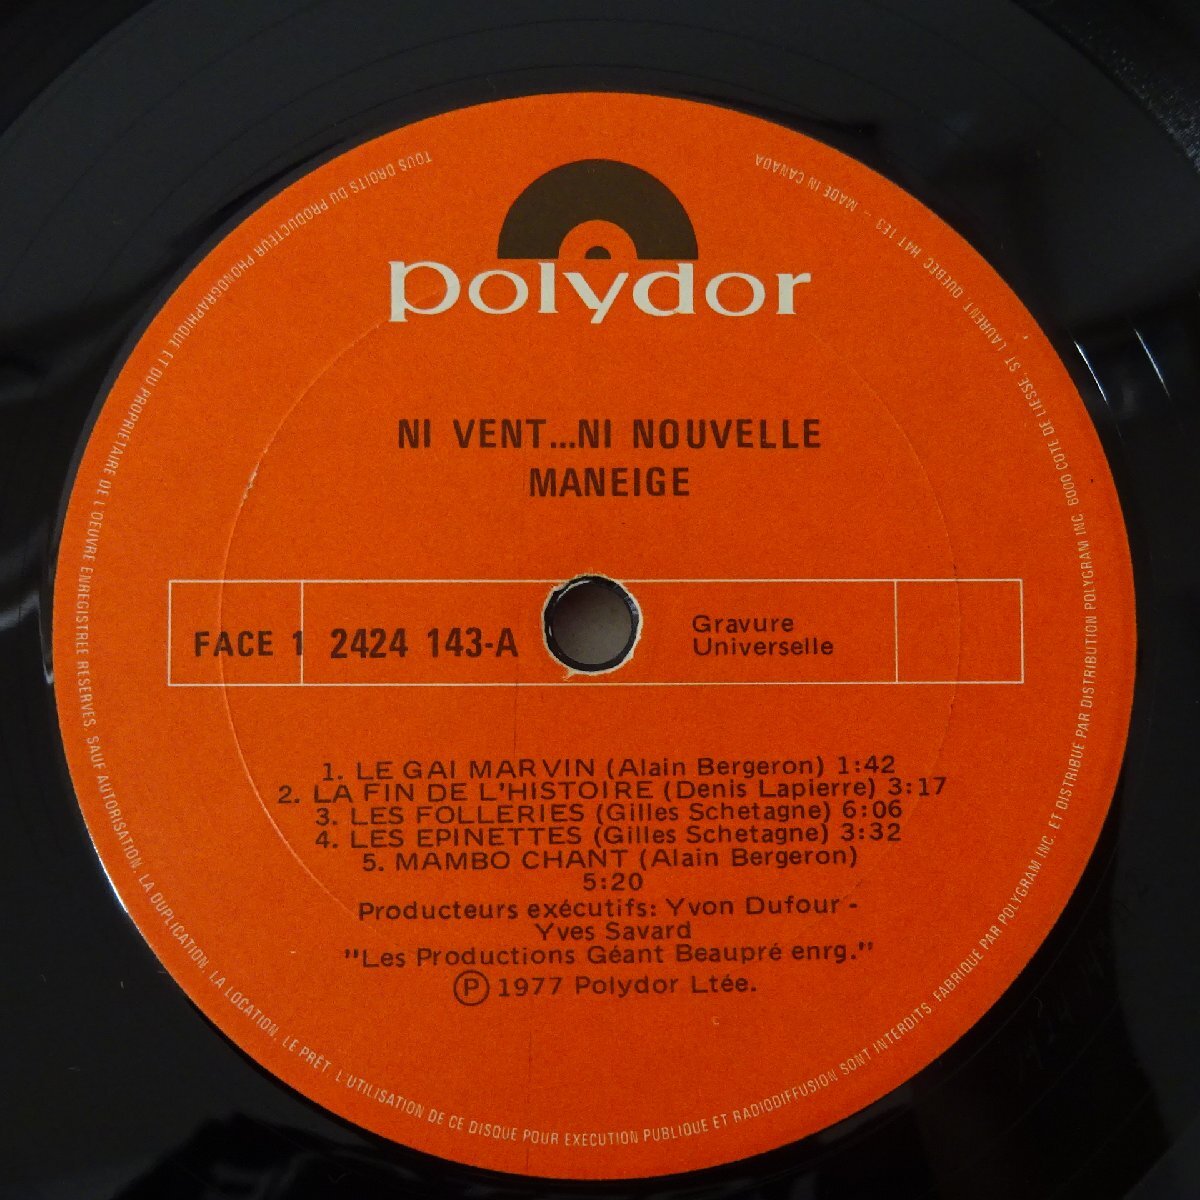 polydor
NI VENT...NI NOUVELLE
MANEIGE
FACE 1 2424 143-A
Gravure
Universelle
1. LE GAI MARVIN (Alain Bergeron) 1:42
2. LA FIN DE L'HISTOIRE (Denis Lapierre) 3:17
3. LES FOLLERIES (Gilles Schetagne) 6:06
4. LES EPINETTES (Gilles Schetagne) 3:32
5. MAMBO CHANT (Alain Bergeron)
5:20
Producteurs exécutifs: Yvon Dufour -
Yves Savard
"Les Productions Géant Beaupré enrg."
Ⓟ 1977 Polydor Ltée.
TOUS DROITS DU PRODUCTEUR PHONOGRAPHIQUE ET DU PROPRIETAIRE DE L'OEUVRE ENREGISTREE RESERVES. SAUF AUTORISATION, LA DUPLICATION, LA LOCATION, LE PRÊT, L'UTILISATION DE CE DISQUE POUR EXECUTION PUBLIQUE ET RADIODIFFUSION SONT INTERDITS. FABRIQUE PAR POLYGRAM INC. ET DISTRIBUE PAR DISTRIBUTION POLYGRAM INC. 6000 COTE DE LIESSE, ST. LAURENT QUEBEC H4T 1E3 - MADE IN CANADA